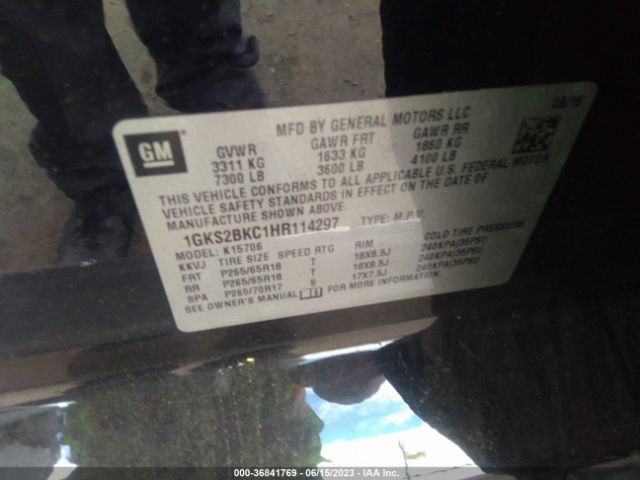 08/16
MFD BY GENERAL MOTORS LLC
GM
GVWR GAWR FRT GAWR RR
3311 KG 1633 KG 1860 KG
7300 LB 3600 LB 4100 LB
THIS VEHICLE CONFORMS TO ALL APPLICABLE U.S. FEDERAL MOTOR
VEHICLE SAFETY STANDARDS IN EFFECT ON THE DATE OF
MANUFACTURE SHOWN ABOVE.
1GKS2BKC1HR114297 TYPE: M.P.V.
MODEL: K15706
KKVJ TIRE SIZE SPEED RTG RIM COLD TIRE PRESSURE
FRT P265/65R18 T 18X8.5J 240KPA(35PSI)
RR P265/65R18 T 18X8.5J 240KPA(35PSI)
SPA P265/70R17 S 17X7.5J 240KPA(35PSI)
SEE OWNER'S MANUAL FOR MORE INFORMATION.
000-36841769 - 06/15/2023 - IAA Inc.